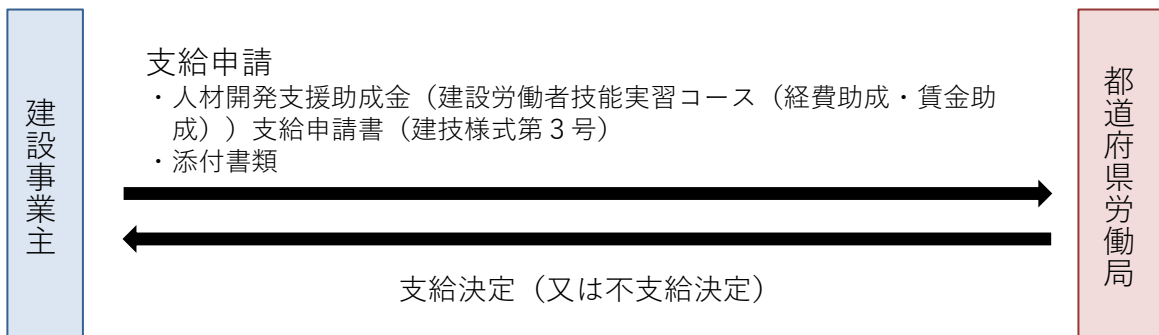 建設事業主
支給申請
・人材開発支援助成金（建設労働者技能実習コース（経費助成・賃金助
成））支給申請書（建技様式第３号）
・添付書類
支給決定（又は不支給決定）
都道府県労働局